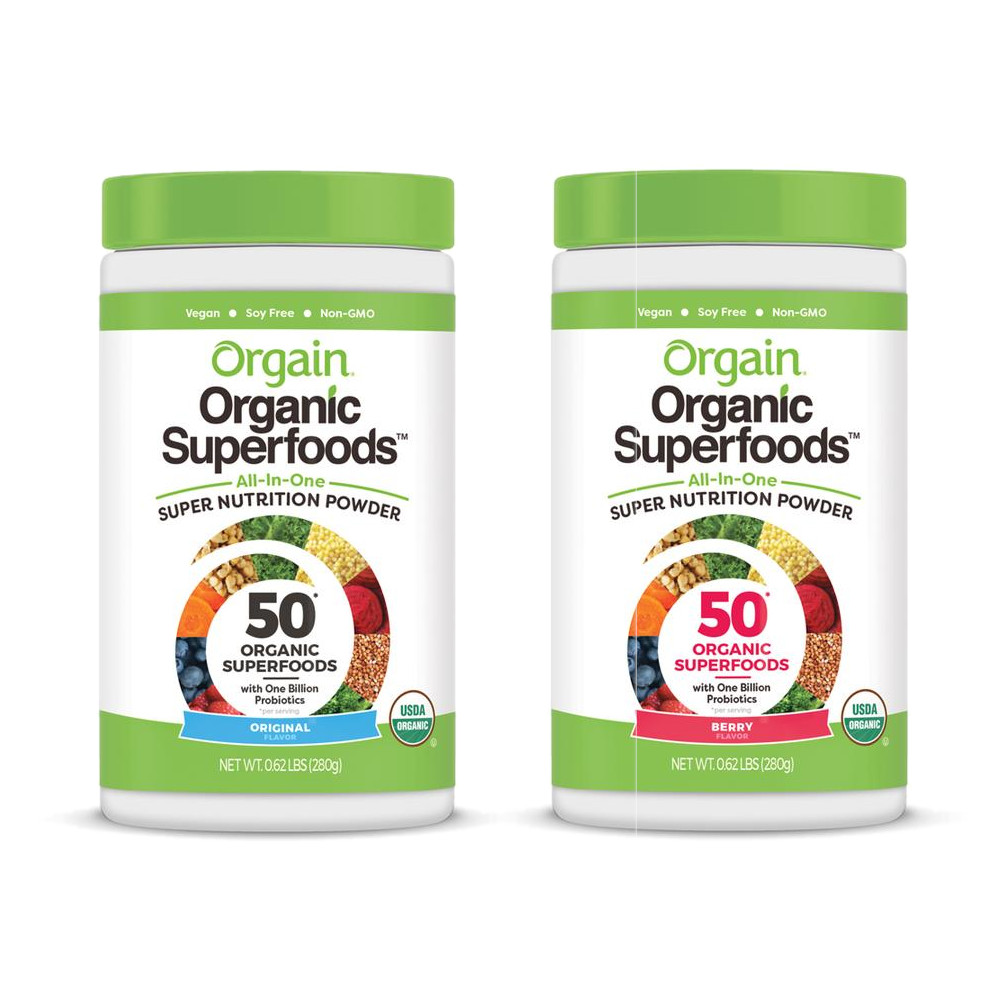 Vegan ● Soy Free ● Non-GMO
Orgain®
Organic
Superfoods™
All-In-One
SUPER NUTRITION POWDER
50*
ORGANIC
SUPERFOODS
with One Billion
Probiotics
*per serving
ORIGINAL
FLAVOR
USDA
ORGANIC
NET WT. 0.62 LBS (280g)
Vegan ● Soy Free ● Non-GMO
Orgain®
Organic
Superfoods™
All-In-One
SUPER NUTRITION POWDER
50*
ORGANIC
SUPERFOODS
with One Billion
Probiotics
*per serving
BERRY
FLAVOR
USDA
ORGANIC
NET WT. 0.62 LBS (280g)